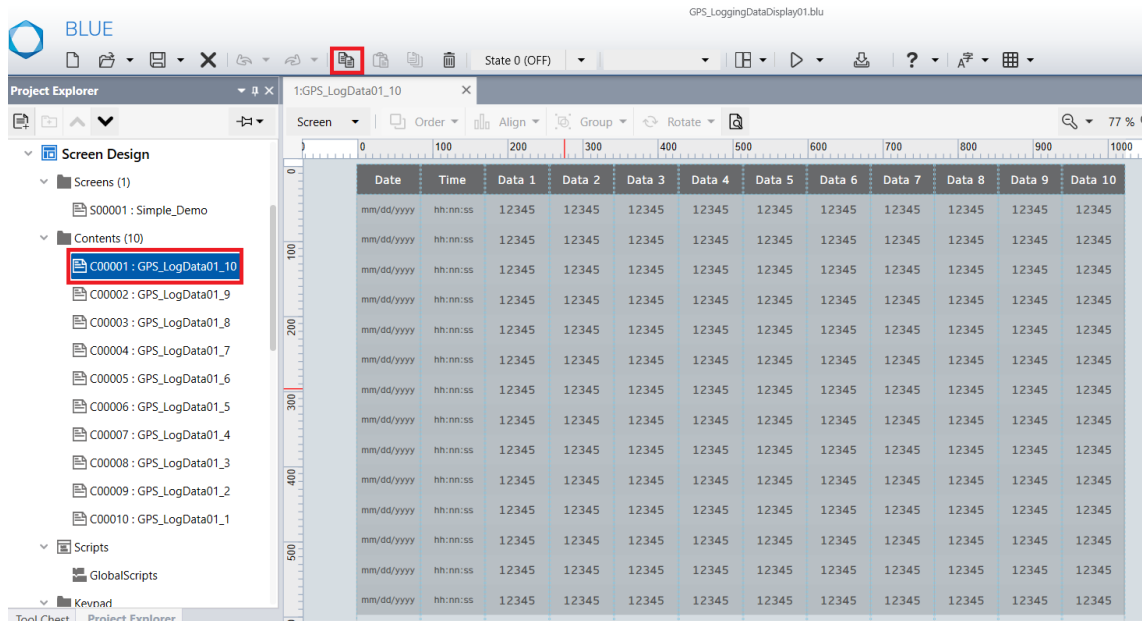 GPS_LoggingDataDisplay01.blu
BLUE
State 0 (OFF)
Project Explorer
1:GPS_LogData01_10
Screen Order Align Group Rotate 77 %
Screen Design
Screens (1)
S00001 : Simple_Demo
Contents (10)
C00001 : GPS_LogData01_10
C00002 : GPS_LogData01_9
C00003 : GPS_LogData01_8
C00004 : GPS_LogData01_7
C00005 : GPS_LogData01_6
C00006 : GPS_LogData01_5
C00007 : GPS_LogData01_4
C00008 : GPS_LogData01_3
C00009 : GPS_LogData01_2
C00010 : GPS_LogData01_1
Scripts
GlobalScripts
Keypad
Tool Chest Project Explorer
0 100 200 300 400 500 600 700 800 900 1000
0
100
200
300
400
500
Date Time Data 1 Data 2 Data 3 Data 4 Data 5 Data 6 Data 7 Data 8 Data 9 Data 10
mm/dd/yyyy hh:nn:ss 12345 12345 12345 12345 12345 12345 12345 12345 12345 12345
mm/dd/yyyy hh:nn:ss 12345 12345 12345 12345 12345 12345 12345 12345 12345 12345
mm/dd/yyyy hh:nn:ss 12345 12345 12345 12345 12345 12345 12345 12345 12345 12345
mm/dd/yyyy hh:nn:ss 12345 12345 12345 12345 12345 12345 12345 12345 12345 12345
mm/dd/yyyy hh:nn:ss 12345 12345 12345 12345 12345 12345 12345 12345 12345 12345
mm/dd/yyyy hh:nn:ss 12345 12345 12345 12345 12345 12345 12345 12345 12345 12345
mm/dd/yyyy hh:nn:ss 12345 12345 12345 12345 12345 12345 12345 12345 12345 12345
mm/dd/yyyy hh:nn:ss 12345 12345 12345 12345 12345 12345 12345 12345 12345 12345
mm/dd/yyyy hh:nn:ss 12345 12345 12345 12345 12345 12345 12345 12345 12345 12345
mm/dd/yyyy hh:nn:ss 12345 12345 12345 12345 12345 12345 12345 12345 12345 12345
mm/dd/yyyy hh:nn:ss 12345 12345 12345 12345 12345 12345 12345 12345 12345 12345
mm/dd/yyyy hh:nn:ss 12345 12345 12345 12345 12345 12345 12345 12345 12345 12345
mm/dd/yyyy hh:nn:ss 12345 12345 12345 12345 12345 12345 12345 12345 12345 12345
mm/dd/yyyy hh:nn:ss 12345 12345 12345 12345 12345 12345 12345 12345 12345 12345